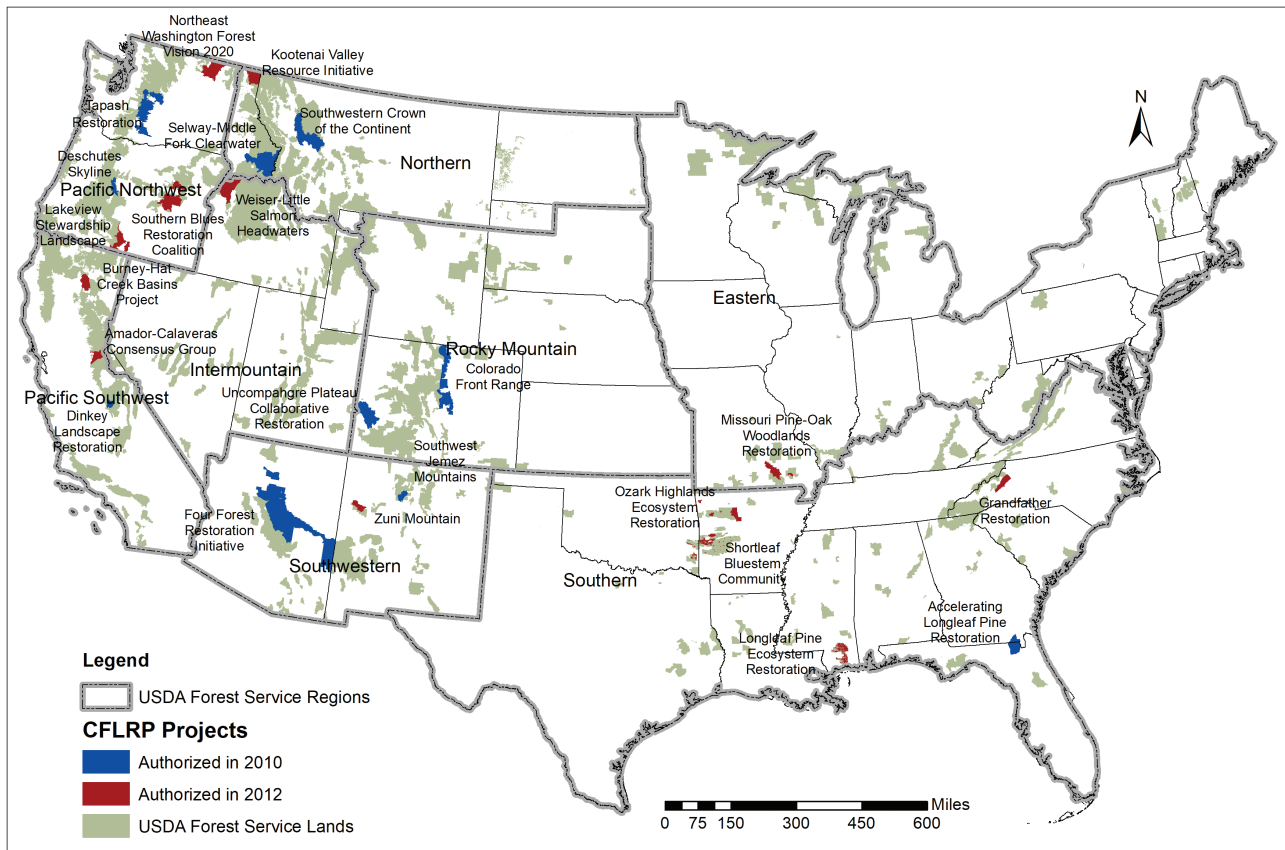 Northeast
Washington Forest
Vision 2020
Kootenai Valley
Resource Initiative
Tapash
Restoration
Selway-Middle
Fork Clearwater
Southwestern Crown
of the Continent
N
Northern
Deschutes
Skyline
Pacific Northwest
Lakeview
Stewardship
Landscape
Southern Blues
Restoration
Coalition
Weiser-Little
Salmon
Headwaters
Burney-Hat
Creek Basins
Project
Eastern
Amador-Calaveras
Consensus Group
Rocky Mountain
Colorado
Front Range
Intermountain
Pacific Southwest
Dinkey
Landscape
Restoration
Uncompahgre Plateau
Collaborative
Restoration
Missouri Pine-Oak
Woodlands
Restoration
Southwest
Jemez
Mountains
Zuni Mountain
Four Forest
Restoration
Initiative
Southwestern
Ozark Highlands
Ecosystem
Restoration
Grandfather
Restoration
Shortleaf
Bluestem
Community
Southern
Accelerating
Longleaf Pine
Restoration
Longleaf Pine
Ecosystem
Restoration
Legend
USDA Forest Service Regions
CFLRP Projects
Authorized in 2010
Authorized in 2012
USDA Forest Service Lands
Miles
0 75 150 300 450 600